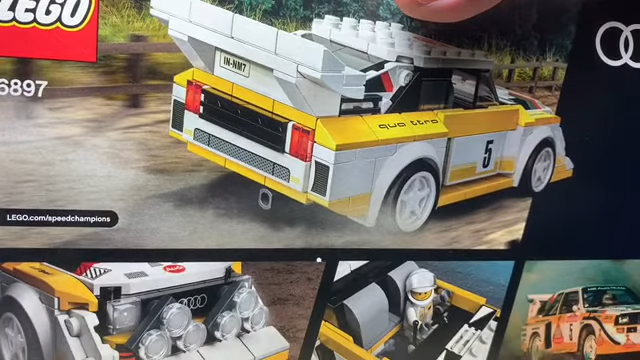 LEGO
6897
IN-NM7
quattro
5
LEGO.com/speedchampions